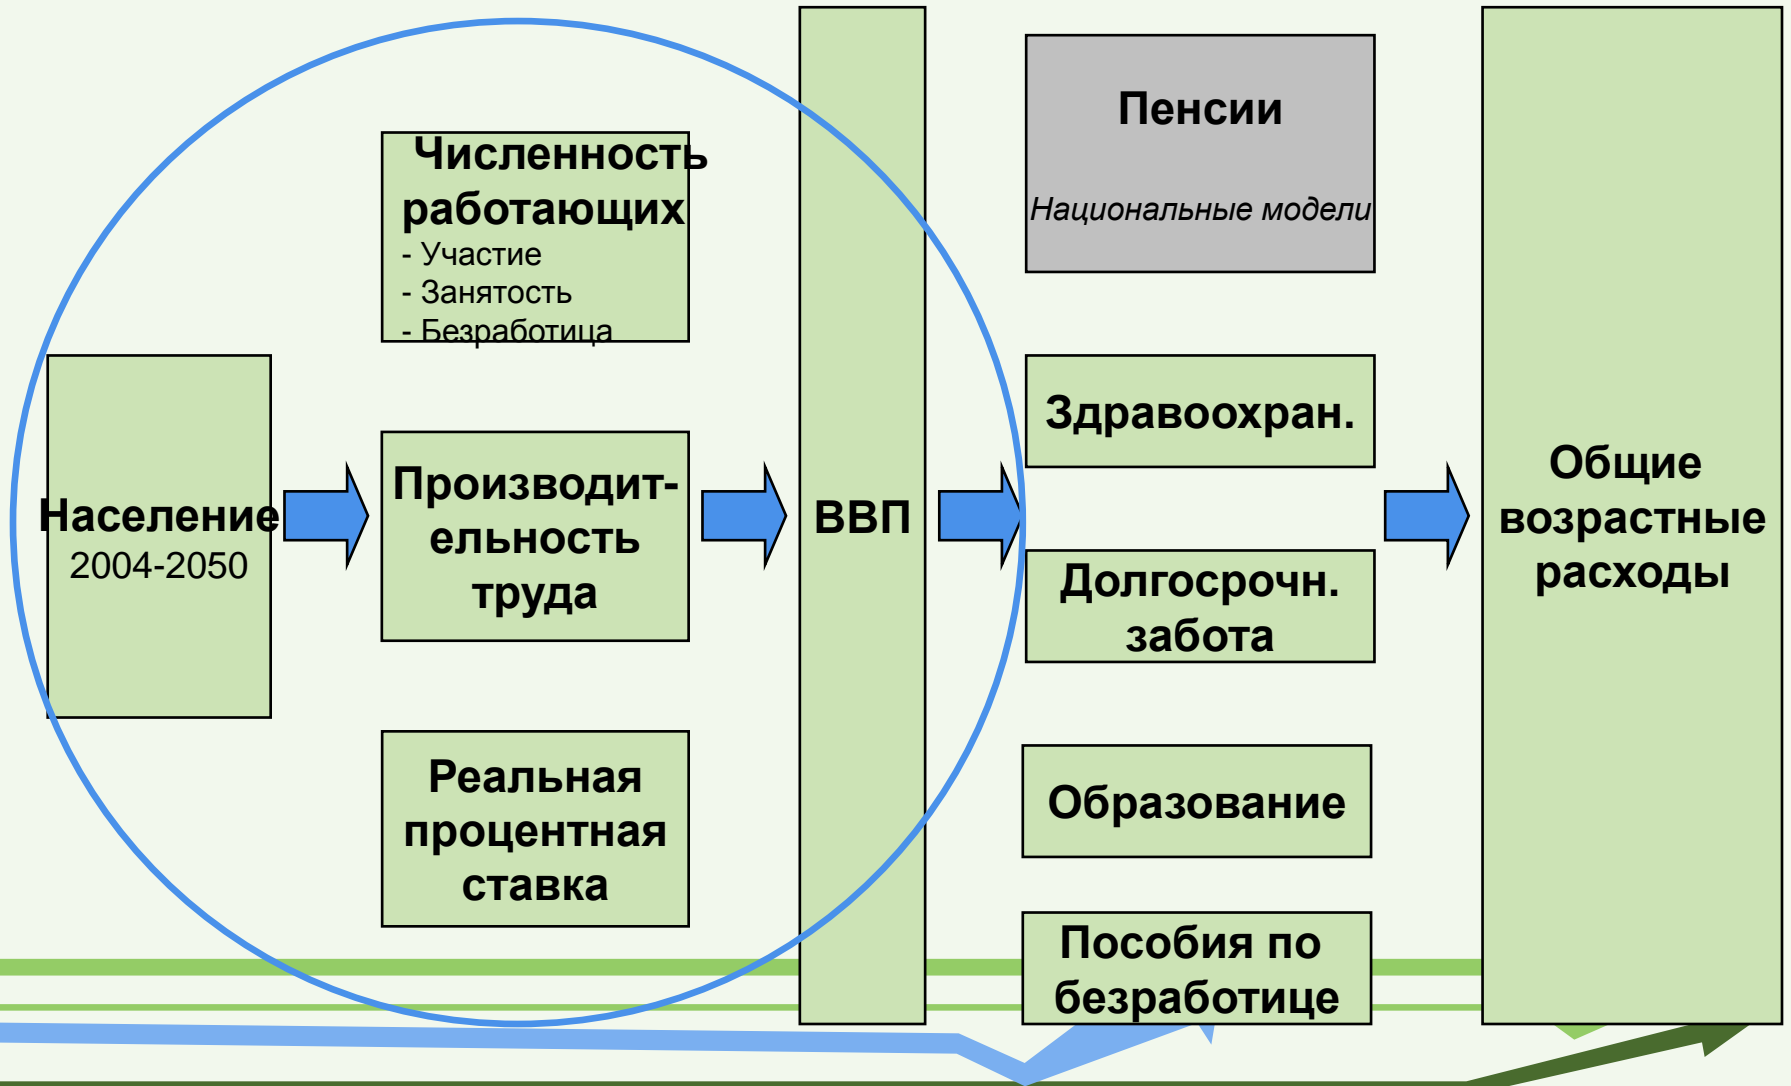 Население
2004-2050
Численность
работающих
- Участие
- Занятость
- Безработица
Производит-
ельность
труда
Реальная
процентная
ставка
ВВП
Пенсии
Национальные модели
Здравоохран.
Долгосрочн.
забота
Образование
Пособия по
безработице
Общие
возрастные
расходы